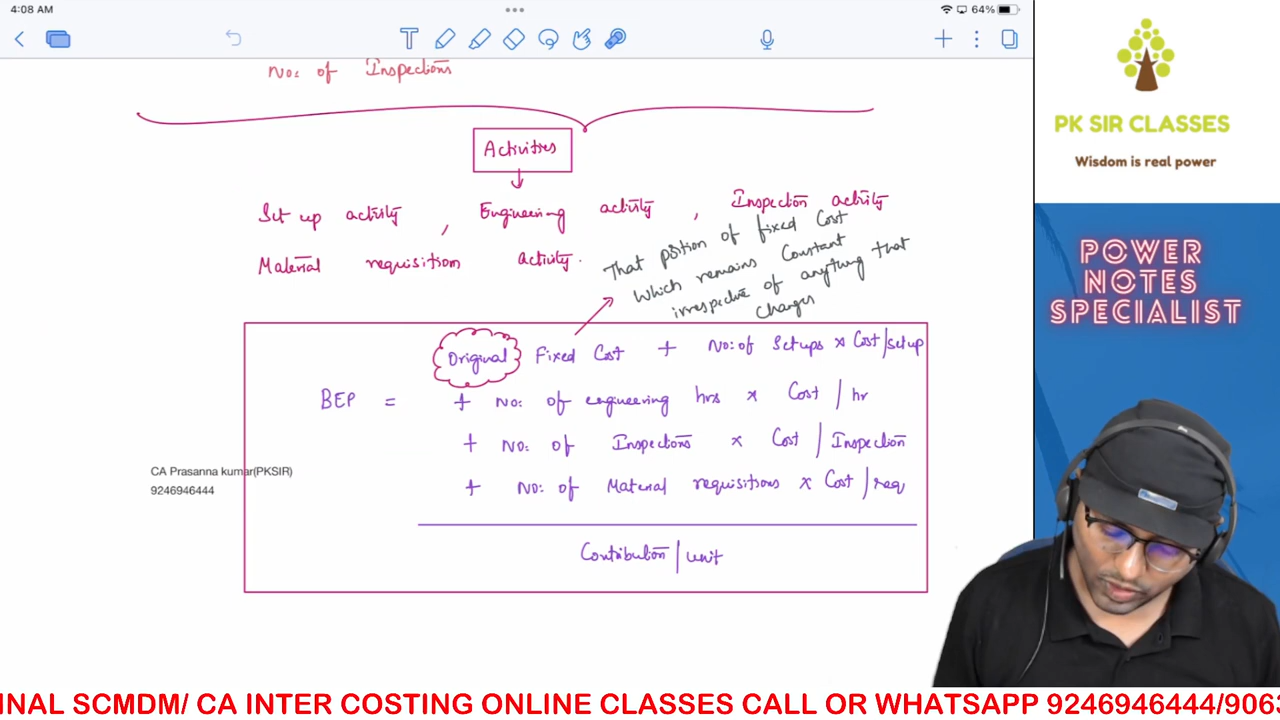 4:08 AM
64%
No: of Inspections
Activities
Set up activity , Engineering activity , Inspection activity
Material requisition activity.
That portion of fixed Cost
Which remains Constant
irrespective of anything that
changes
Original Fixed Cost + No: of Setups x Cost/setup
BEP = + No: of engineering hrs x Cost / hr
+ No: of Inspections x Cost / Inspection
+ No: of Material requisitions x Cost / req
Contribution / unit
CA Prasanna kumar(PKSIR)
9246946444
PK SIR CLASSES
Wisdom is real power
POWER
NOTES
SPECIALIST
INAL SCMDM/ CA INTER COSTING ONLINE CLASSES CALL OR WHATSAPP 9246946444/9063